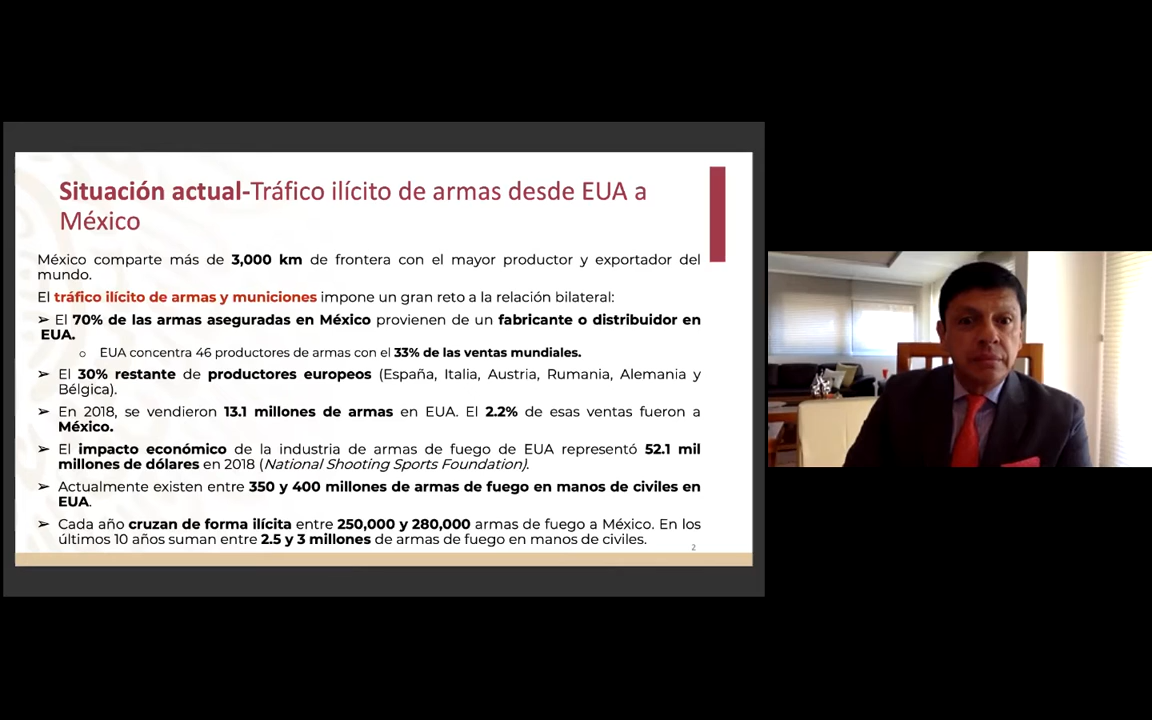 Situación actual-Tráfico ilícito de armas desde EUA a
México
México comparte más de 3,000 km de frontera con el mayor productor y exportador del
mundo.
El tráfico ilícito de armas y municiones impone un gran reto a la relación bilateral:
➢ El 70% de las armas aseguradas en México provienen de un fabricante o distribuidor en
EUA.
o EUA concentra 46 productores de armas con el 33% de las ventas mundiales.
➢ El 30% restante de productores europeos (España, Italia, Austria, Rumania, Alemania y
Bélgica).
➢ En 2018, se vendieron 13.1 millones de armas en EUA. El 2.2% de esas ventas fueron a
México.
➢ El impacto económico de la industria de armas de fuego de EUA representó 52.1 mil
millones de dólares en 2018 (National Shooting Sports Foundation).
➢ Actualmente existen entre 350 y 400 millones de armas de fuego en manos de civiles en
EUA.
➢ Cada año cruzan de forma ilícita entre 250,000 y 280,000 armas de fuego a México. En los
últimos 10 años suman entre 2.5 y 3 millones de armas de fuego en manos de civiles.
2